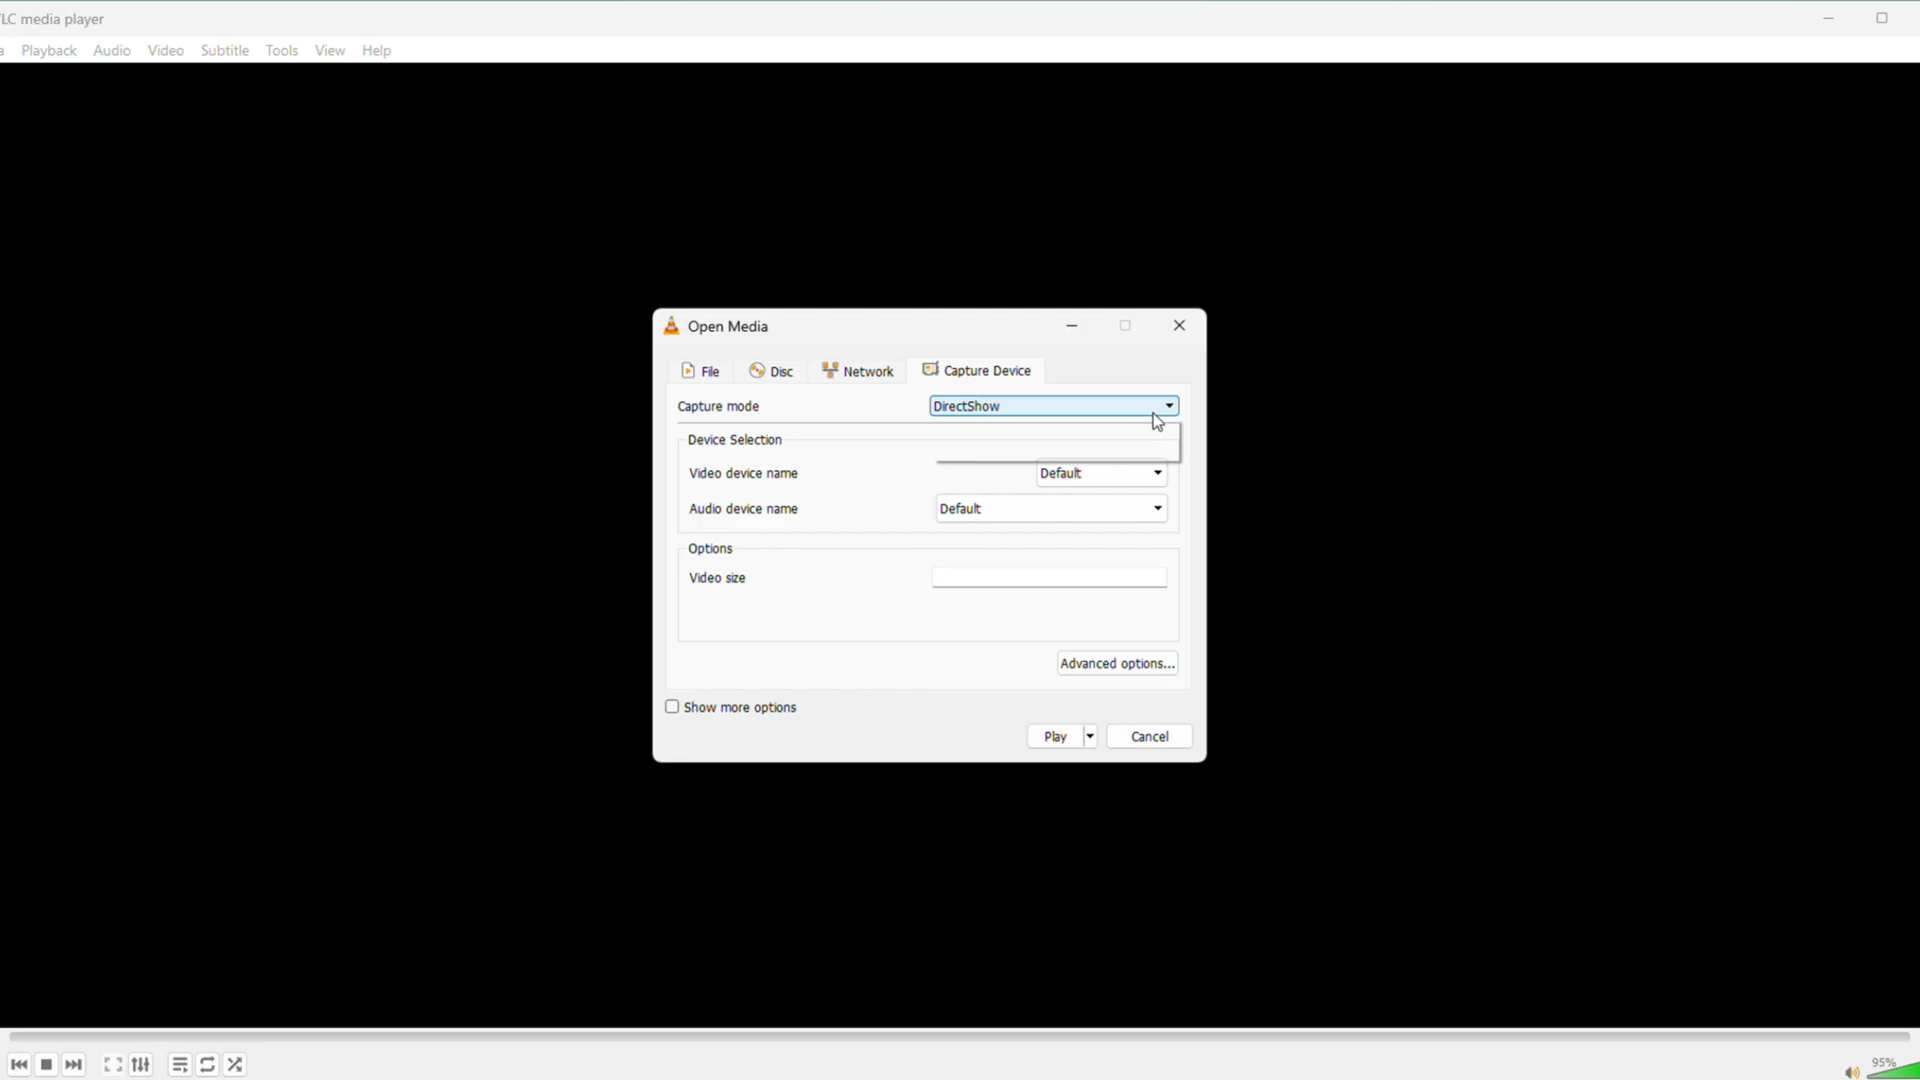 LC media player
a Playback Audio Video Subtitle Tools View Help
Open Media
File Disc Network Capture Device
Capture mode DirectShow
Device Selection
Video device name Default
Audio device name Default
Options
Video size
Advanced options...
Show more options
Play Cancel
95%